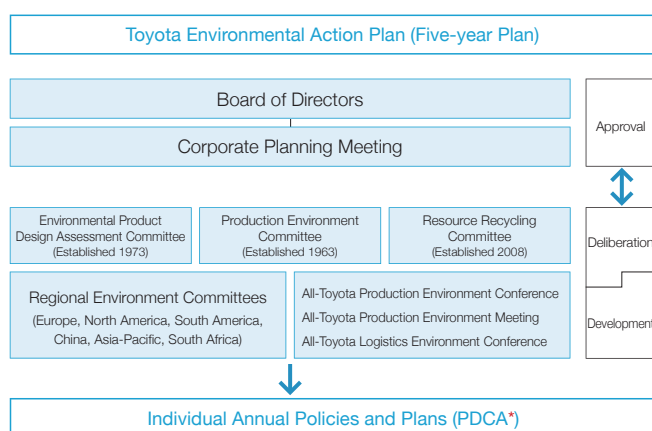 Toyota Environmental Action Plan (Five-year Plan)
Board of Directors
Corporate Planning Meeting
Approval
Environmental Product
Design Assessment Committee
(Established 1973)
Production Environment
Committee
(Established 1963)
Resource Recycling
Committee
(Established 2008)
Deliberation
Regional Environment Committees
(Europe, North America, South America,
China, Asia-Pacific, South Africa)
All-Toyota Production Environment Conference
All-Toyota Production Environment Meeting
All-Toyota Logistics Environment Conference
Development
Individual Annual Policies and Plans (PDCA*)